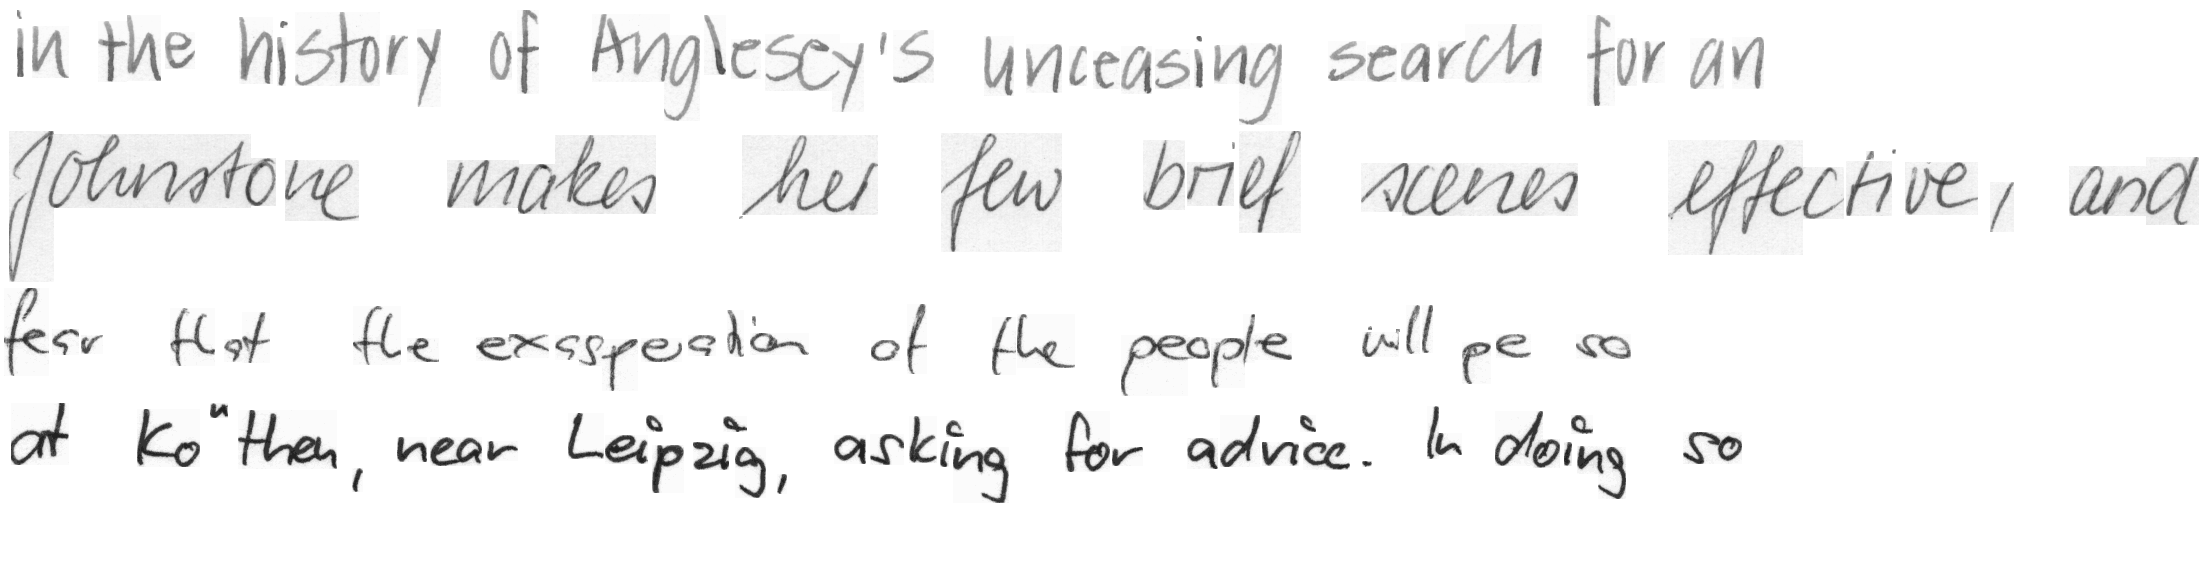 in the history of Anglesey's unceasing search for an
Johnstone makes her few brief scenes effective, and
fear that the exasperation of the people will pe so
at Ko"then, near Leipzig, asking for advice. In doing so